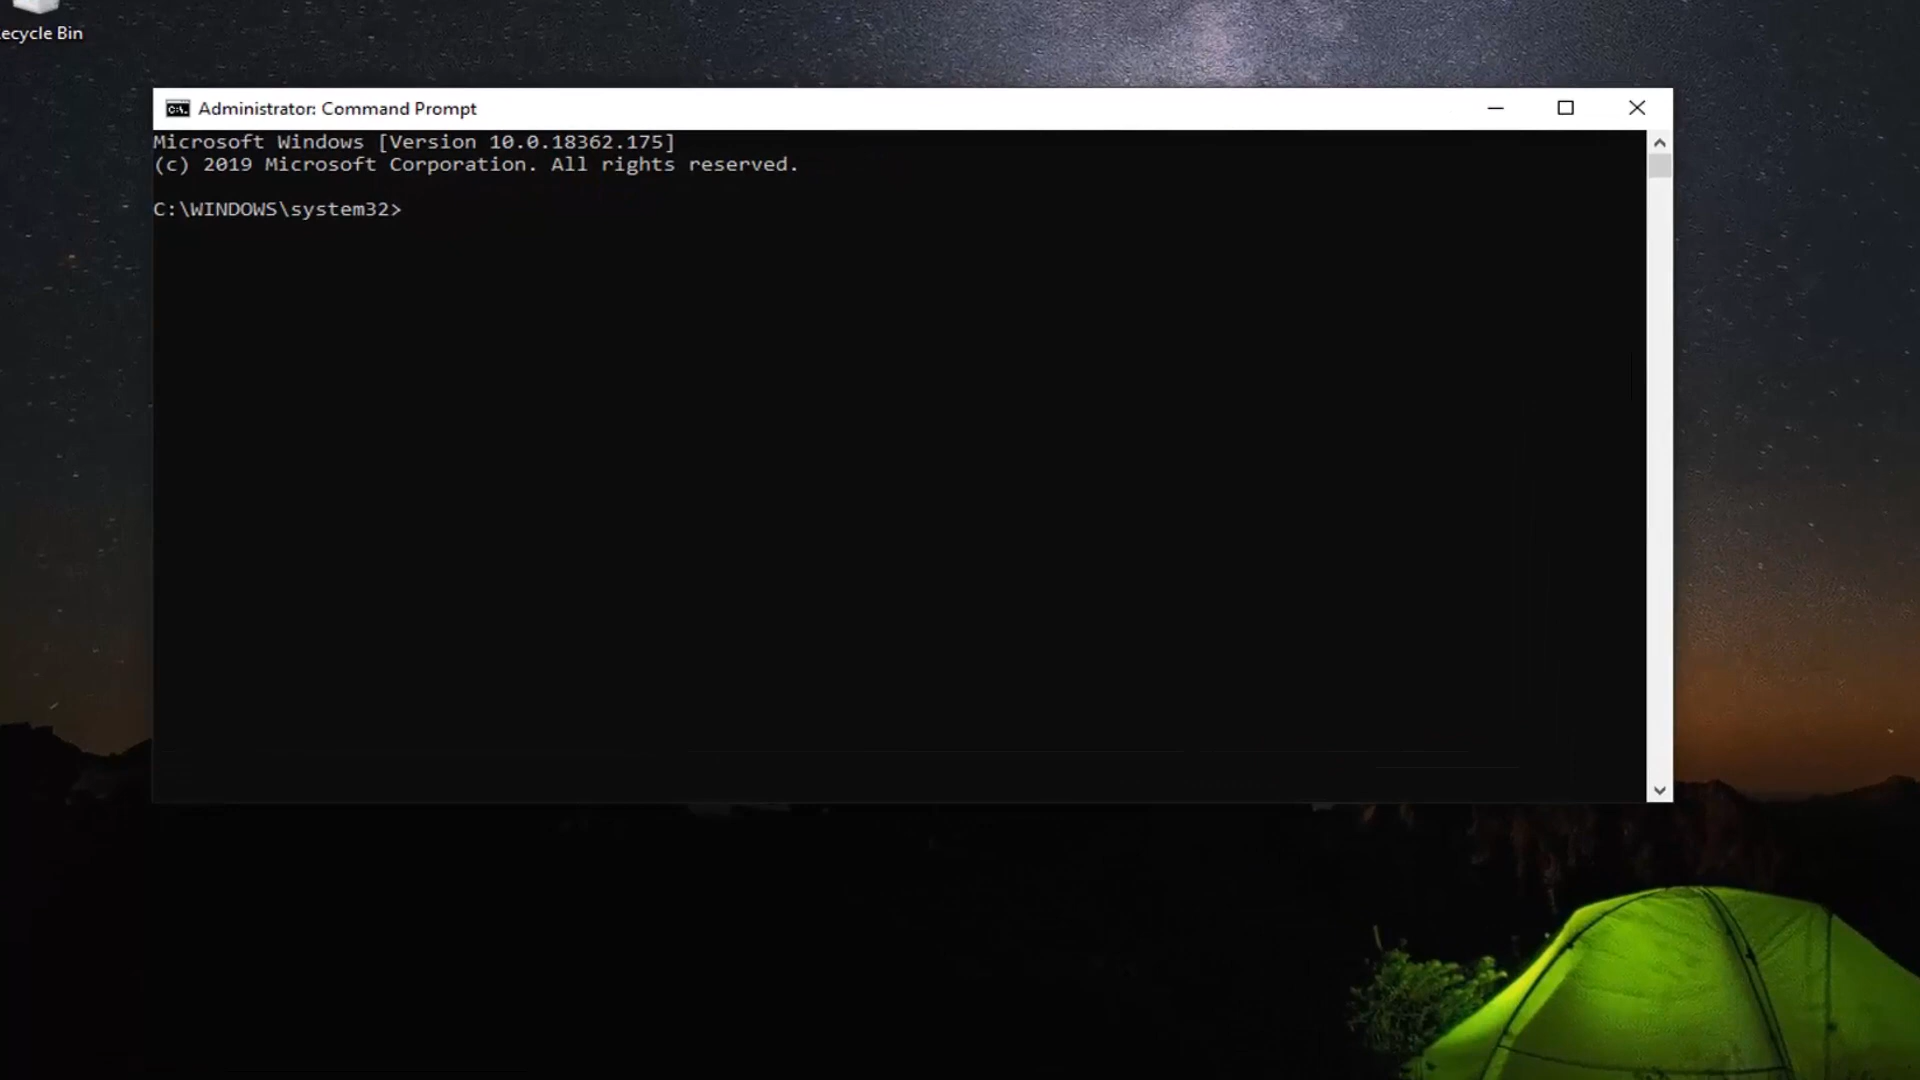 ecycle Bin
Administrator: Command Prompt
Microsoft Windows [Version 10.0.18362.175]
(c) 2019 Microsoft Corporation. All rights reserved.
C:\WINDOWS\system32>